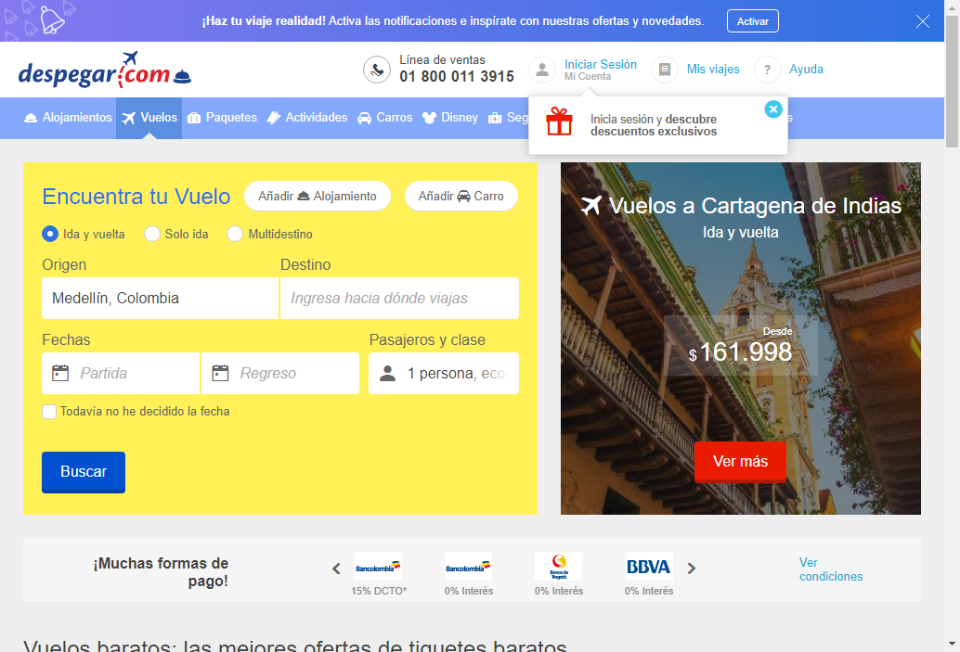 ¡Haz tu viaje realidad! Activa las notificaciones e inspírate con nuestras ofertas y novedades.
Activar
despegar.com
Línea de ventas
01 800 011 3915
Iniciar Sesión
Mi Cuenta
Mis viajes
?
Ayuda
Alojamientos
Vuelos
Paquetes
Actividades
Carros
Disney
Seg
s
Inicia sesión y descubre
descuentos exclusivos
Encuentra tu Vuelo
Añadir Alojamiento
Añadir Carro
Ida y vuelta
Solo ida
Multidestino
Origen
Destino
Medellín, Colombia
Ingresa hacia dónde viajas
Fechas
Pasajeros y clase
Partida
Regreso
1 persona, eco
Todavía no he decidido la fecha
Buscar
Vuelos a Cartagena de Indias
Ida y vuelta
Desde
$161.998
Ver más
¡Muchas formas de
pago!
Bancolombia
15% DCTO*
Bancolombia
0% Interés
Banco de
Bogotá
0% Interés
BBVA
0% Interés
Ver
condiciones
Vuelos baratos: las mejores ofertas de tiquetes baratos